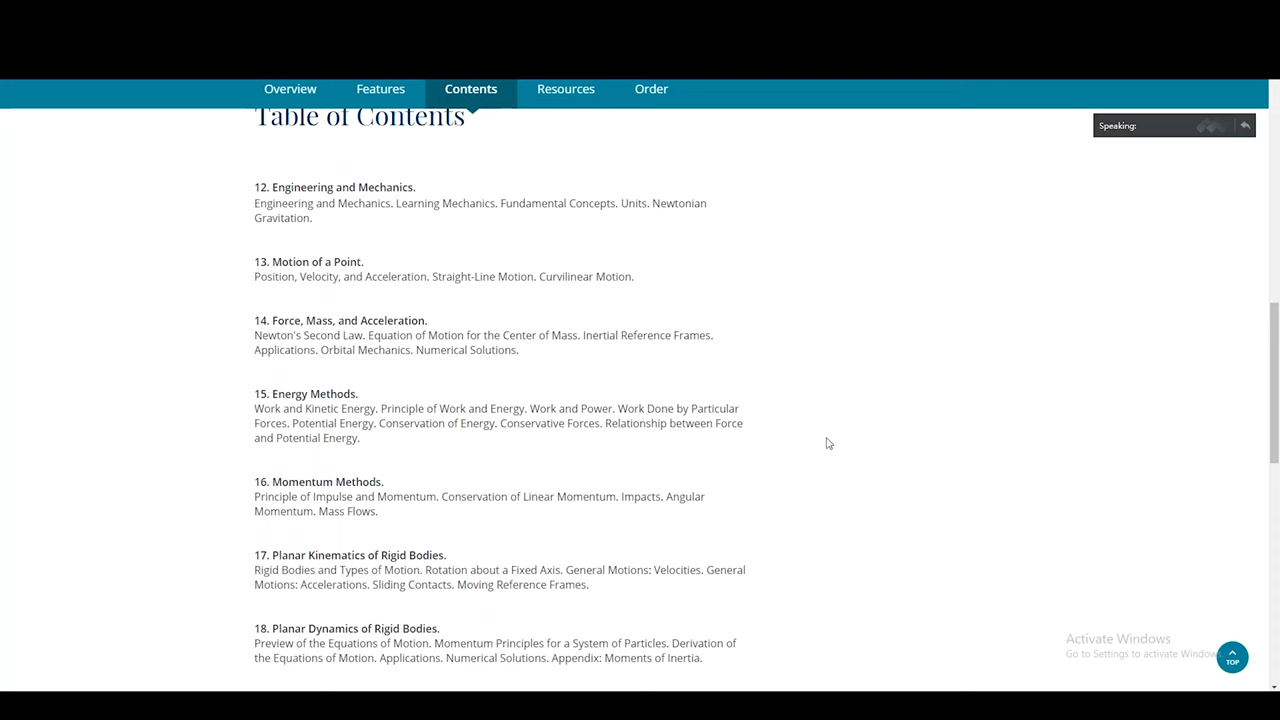 Overview Features Contents Resources Order
Table of Contents
Speaking:
12. Engineering and Mechanics.
Engineering and Mechanics. Learning Mechanics. Fundamental Concepts. Units. Newtonian
Gravitation.
13. Motion of a Point.
Position, Velocity, and Acceleration. Straight-Line Motion. Curvilinear Motion.
14. Force, Mass, and Acceleration.
Newton's Second Law. Equation of Motion for the Center of Mass. Inertial Reference Frames.
Applications. Orbital Mechanics. Numerical Solutions.
15. Energy Methods.
Work and Kinetic Energy. Principle of Work and Energy. Work and Power. Work Done by Particular
Forces. Potential Energy. Conservation of Energy. Conservative Forces. Relationship between Force
and Potential Energy.
16. Momentum Methods.
Principle of Impulse and Momentum. Conservation of Linear Momentum. Impacts. Angular
Momentum. Mass Flows.
17. Planar Kinematics of Rigid Bodies.
Rigid Bodies and Types of Motion. Rotation about a Fixed Axis. General Motions: Velocities. General
Motions: Accelerations. Sliding Contacts. Moving Reference Frames.
18. Planar Dynamics of Rigid Bodies.
Preview of the Equations of Motion. Momentum Principles for a System of Particles. Derivation of
the Equations of Motion. Applications. Numerical Solutions. Appendix: Moments of Inertia.
Activate Windows
Go to Settings to activate Windows.
TOP